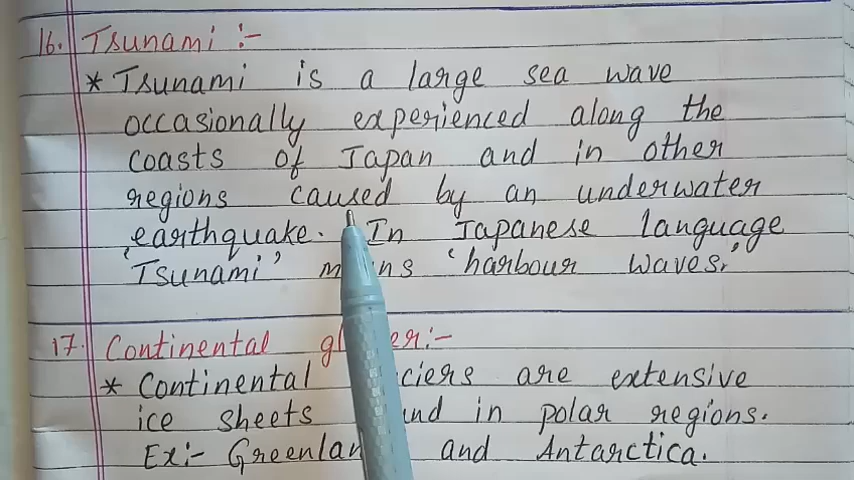 16. Tsunami :-
* Tsunami is a large sea wave
occasionally experienced along the
coasts of Japan and in other
regions caused by an underwater
earthquake. In Japanese language
'Tsunami' ns 'harbour waves.'
17. Continental gl er:-
* Continental ciers are extensive
ice sheets nd in polar regions.
Ex:- Greenlan and Antarctica.